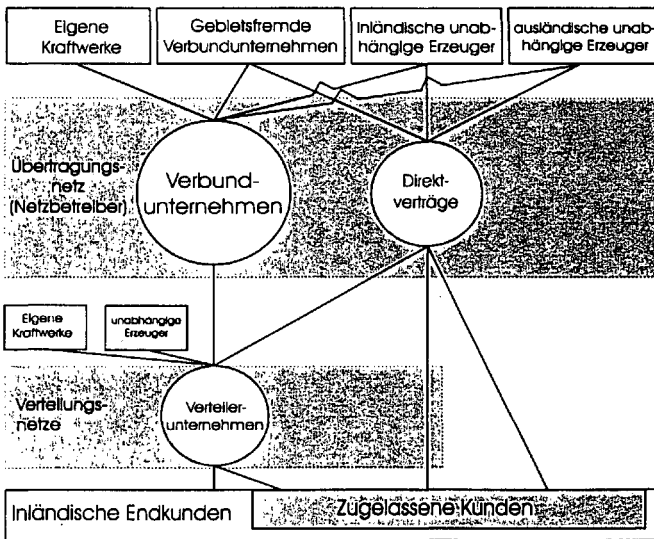 Eigene
Kraftwerke
Gebietsfremde
Verbundunternehmen
Inländische unab-
hängige Erzeuger
ausländische unab-
hängige Erzeuger
Übertragungs-
netz
(Netzbetreiber)
Verbund-
unternehmen
Direkt-
verträge
Eigene
Kraftwerke
unabhängige
Erzeuger
Verteilungs-
netze
Verteiler-
unternehmen
Inländische Endkunden
Zugelassene Kunden